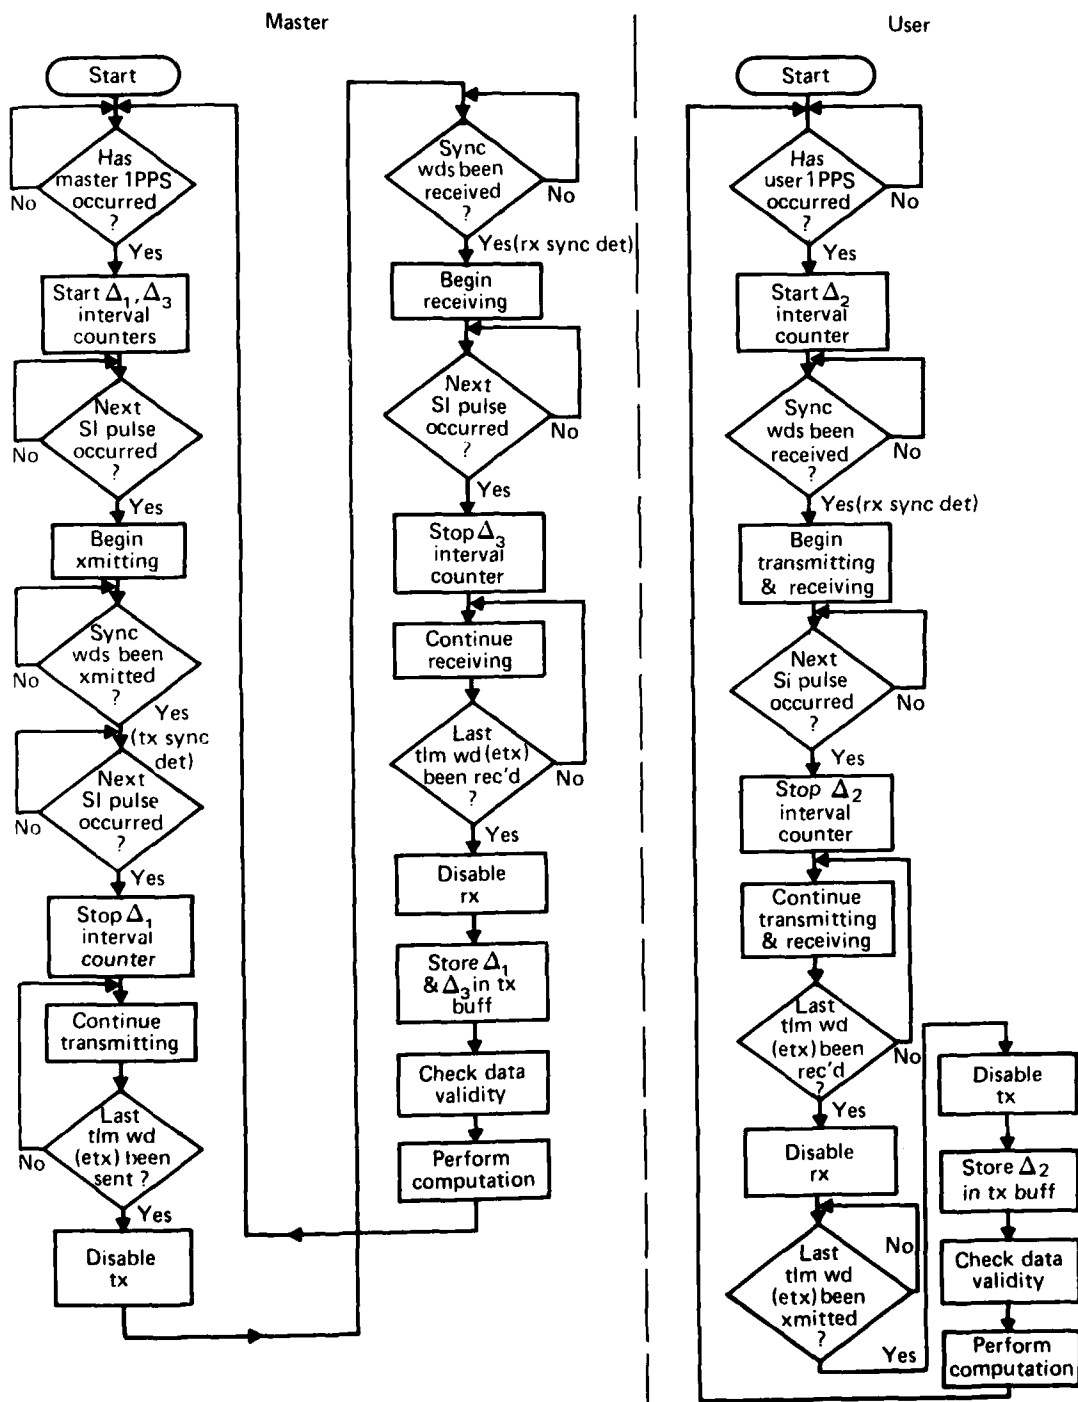 Master
Start
Has
master 1PPS
occurred
?
No
Yes
Start Δ₁, Δ₃
interval
counters
Next
SI pulse
occurred
?
No
Yes
Begin
xmitting
Sync
wds been
xmitted
?
No
Yes
(tx sync
det)
Next
SI pulse
occurred
?
No
Yes
Stop Δ₁
interval
counter
Continue
transmitting
Last
tlm wd
(etx) been
sent ?
No
Yes
Disable
tx
Sync
wds been
received
?
No
Yes(rx sync det)
Begin
receiving
Next
SI pulse
occurred
?
No
Yes
Stop Δ₃
interval
counter
Continue
receiving
Last
tlm wd (etx)
been rec'd
?
No
Yes
Disable
rx
Store Δ₁
& Δ₃ in tx
buff
Check data
validity
Perform
computation
User
Start
Has
user 1PPS
occurred
?
No
Yes
Start Δ₂
interval
counter
Sync
wds been
received
?
No
Yes(rx sync det)
Begin
transmitting
& receiving
Next
Si pulse
occurred
?
No
Yes
Stop Δ₂
interval
counter
Continue
transmitting
& receiving
Last
tlm wd
(etx) been
rec'd
?
No
Yes
Disable
rx
Last
tlm wd
(etx) been
xmitted
?
No
Yes
Disable
tx
Store Δ₂
in tx buff
Check data
validity
Perform
computation